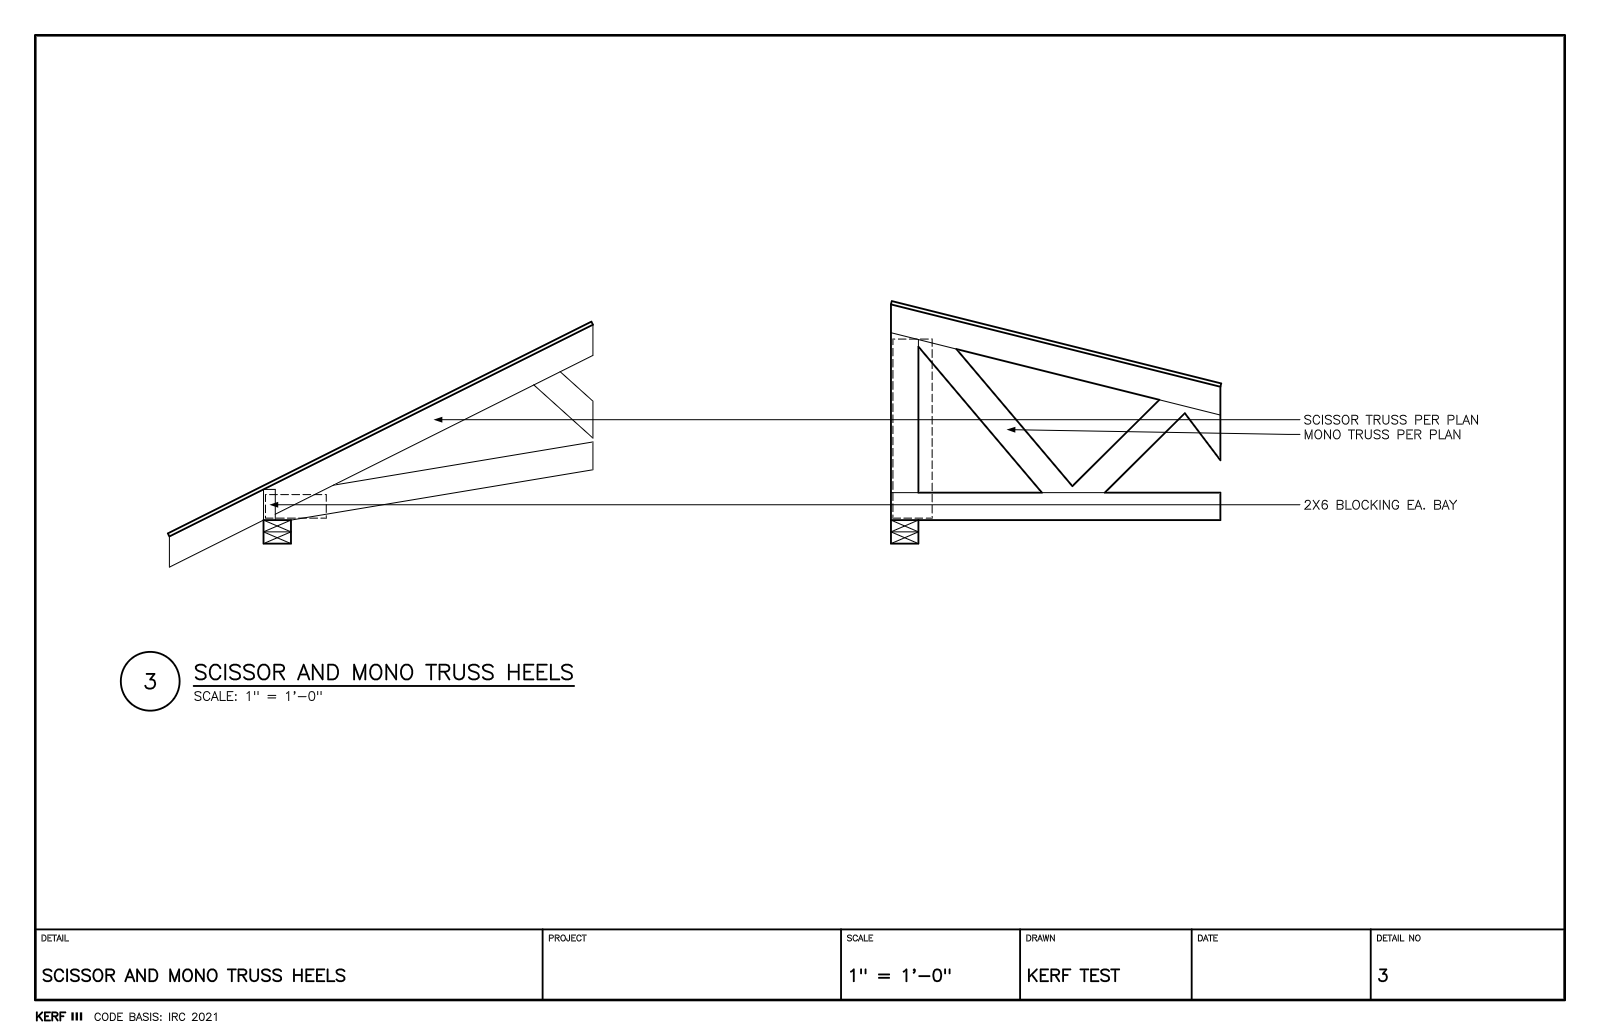 SCISSOR TRUSS PER PLAN
MONO TRUSS PER PLAN
2X6 BLOCKING EA. BAY
3
SCISSOR AND MONO TRUSS HEELS
SCALE: 1" = 1'-0"
DETAIL
SCISSOR AND MONO TRUSS HEELS
PROJECT
SCALE
1" = 1'-0"
DRAWN
KERF TEST
DATE
DETAIL NO
3
KERF III CODE BASIS: IRC 2021